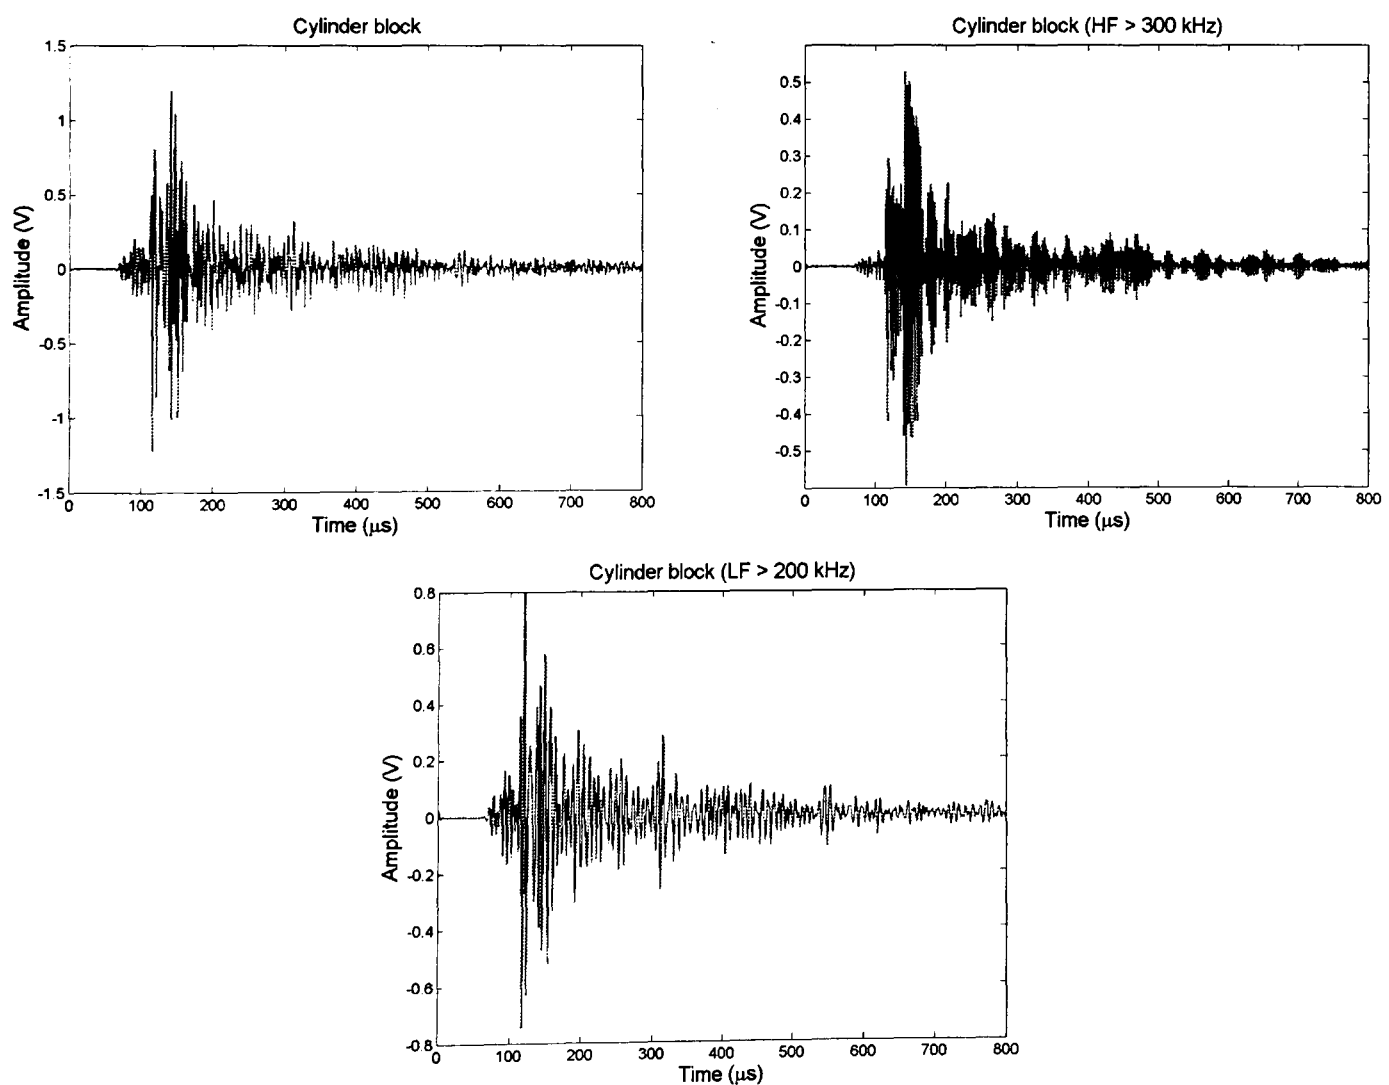 Cylinder block
1.5
1
0.5
0
-0.5
-1
-1.5
Amplitude (V)
0 100 200 300 400 500 600 700 800
Time (μs)
Cylinder block (HF > 300 kHz)
0.5
0.4
0.3
0.2
0.1
0
-0.1
-0.2
-0.3
-0.4
-0.5
Amplitude (V)
0 100 200 300 400 500 600 700 800
Time (μs)
Cylinder block (LF > 200 kHz)
0.8
0.6
0.4
0.2
0
-0.2
-0.4
-0.6
-0.8
Amplitude (V)
0 100 200 300 400 500 600 700 800
Time (μs)